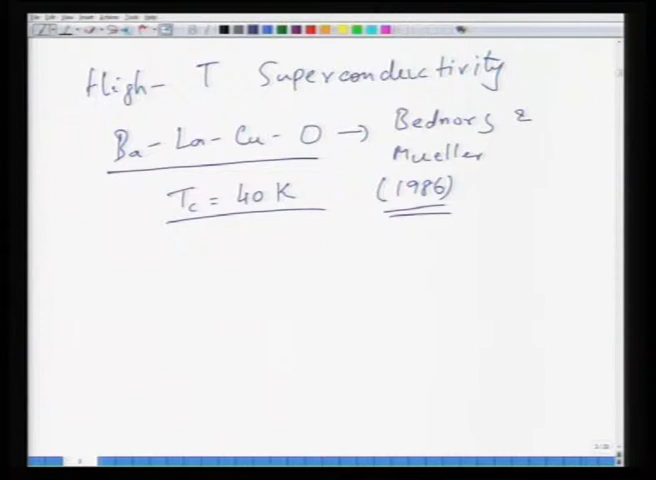 High- T Superconductivity
Ba- La- Cu- O → Bednorz &
Mueller
Tc = 40 K (1986)